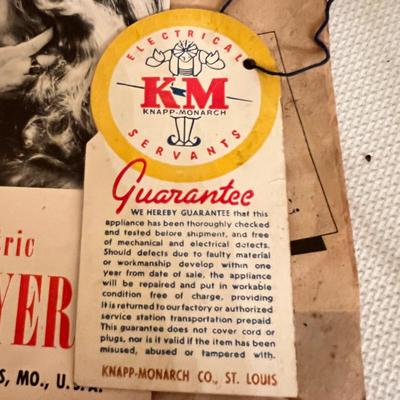 ELECTRICAL
K-M
KNAPP-MONARCH
SERVANTS
Guarantee
WE HEREBY GUARANTEE that this
appliance has been thoroughly checked
and tested before shipment, and free
of mechanical and electrical defects.
Should defects due to faulty material
or workmanship develop within one
year from date of sale, the appliance
will be repaired and put in workable
condition free of charge, providing
it is returned to our factory or authorized
service station transportation prepaid.
This guarantee does not cover cord or
plugs, nor is it valid if the item has been
misused, abused or tampered with.
KNAPP-MONARCH CO., ST. LOUIS
tric
YER
S, MO., U.S.A.